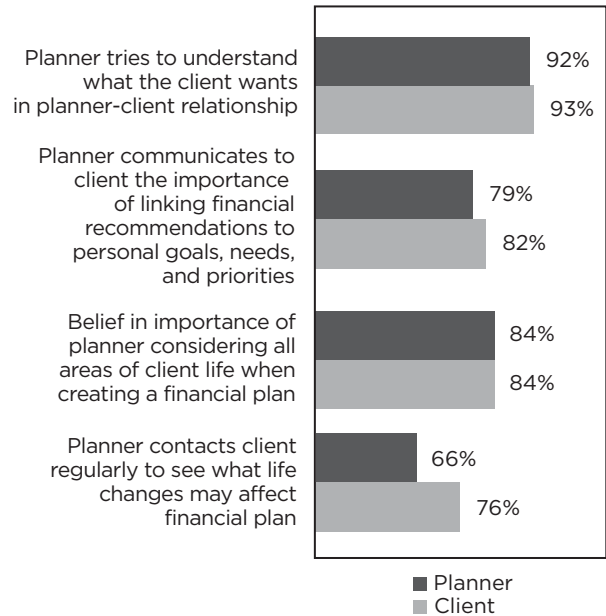 Planner tries to understand
what the client wants
in planner-client relationship
92%
93%
Planner communicates to
client the importance
of linking financial
recommendations to
personal goals, needs,
and priorities
79%
82%
Belief in importance of
planner considering all
areas of client life when
creating a financial plan
84%
84%
Planner contacts client
regularly to see what life
changes may affect
financial plan
66%
76%
Planner
Client